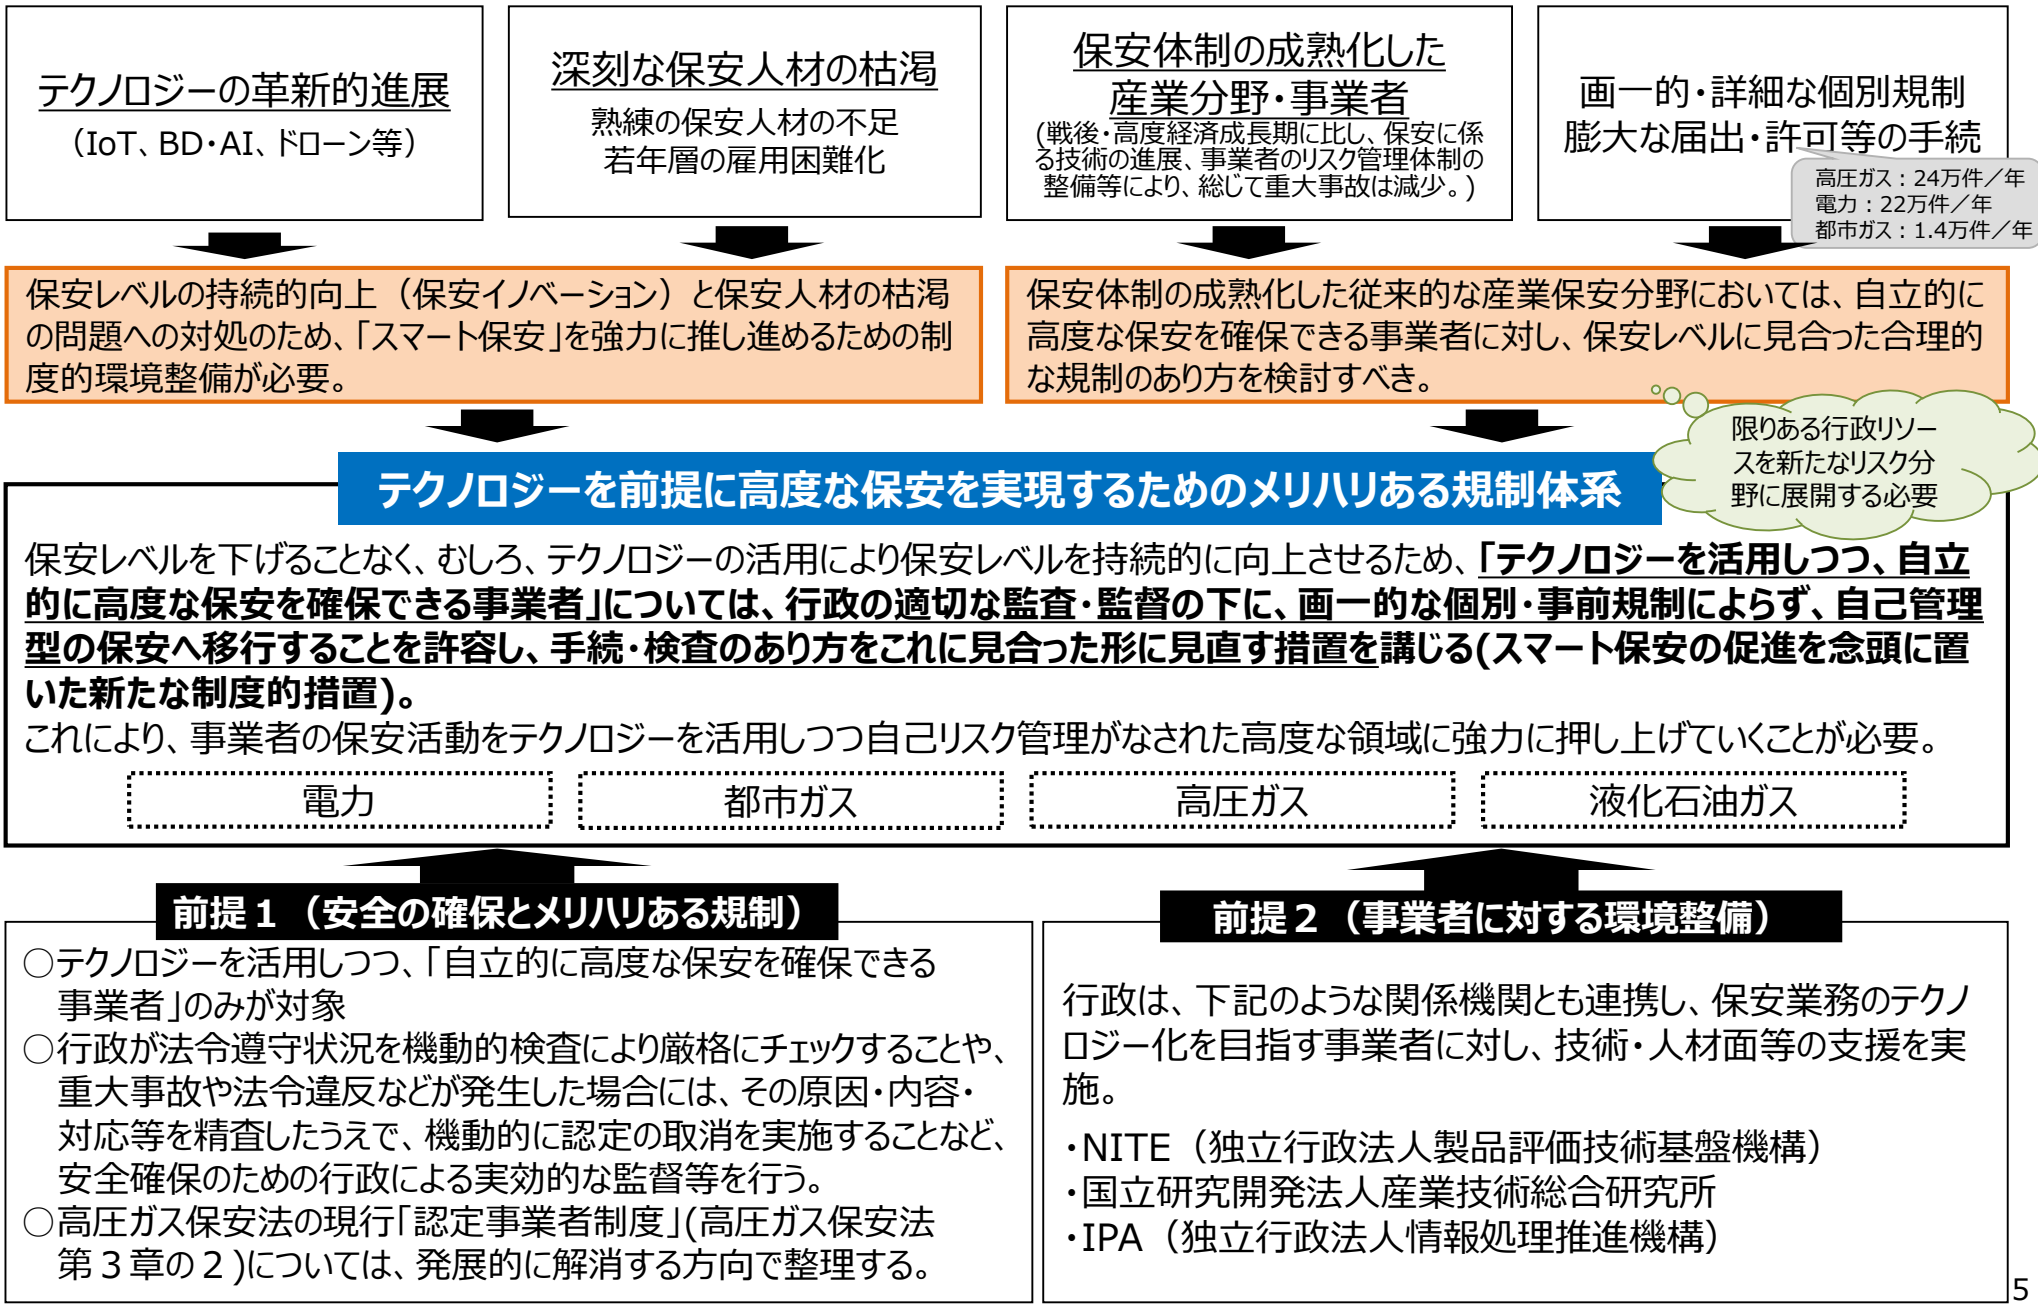 テクノロジーの革新的進展
（IoT、BD・AI、ドローン等）
深刻な保安人材の枯渇
熟練の保安人材の不足
若年層の雇用困難化
保安体制の成熟化した
産業分野・事業者
(戦後・高度経済成長期に比し、保安に係
る技術の進展、事業者のリスク管理体制の
整備等により、総じて重大事故は減少。)
画一的・詳細な個別規制
膨大な届出・許可等の手続
高圧ガス：24万件／年
電力：22万件／年
都市ガス：1.4万件／年
保安レベルの持続的向上（保安イノベーション）と保安人材の枯渇
の問題への対処のため、「スマート保安」を強力に推し進めるための制
度的環境整備が必要。
保安体制の成熟化した従来的な産業保安分野においては、自立的に
高度な保安を確保できる事業者に対し、保安レベルに見合った合理的
な規制のあり方を検討すべき。
限りある行政リソー
スを新たなリスク分
野に展開する必要
テクノロジーを前提に高度な保安を実現するためのメリハリある規制体系
保安レベルを下げることなく、むしろ、テクノロジーの活用により保安レベルを持続的に向上させるため、「テクノロジーを活用しつつ、自立
的に高度な保安を確保できる事業者」については、行政の適切な監査・監督の下に、画一的な個別・事前規制によらず、自己管理
型の保安へ移行することを許容し、手続・検査のあり方をこれに見合った形に見直す措置を講じる(スマート保安の促進を念頭に置
いた新たな制度的措置)。
これにより、事業者の保安活動をテクノロジーを活用しつつ自己リスク管理がなされた高度な領域に強力に押し上げていくことが必要。
電力
都市ガス
高圧ガス
液化石油ガス
前提１（安全の確保とメリハリある規制）
○テクノロジーを活用しつつ、「自立的に高度な保安を確保できる
事業者」のみが対象
○行政が法令遵守状況を機動的検査により厳格にチェックすることや、
重大事故や法令違反などが発生した場合には、その原因・内容・
対応等を精査したうえで、機動的に認定の取消を実施することなど、
安全確保のための行政による実効的な監督等を行う。
○高圧ガス保安法の現行「認定事業者制度」(高圧ガス保安法
第３章の２)については、発展的に解消する方向で整理する。
前提２（事業者に対する環境整備）
行政は、下記のような関係機関とも連携し、保安業務のテクノ
ロジー化を目指す事業者に対し、技術・人材面等の支援を実
施。
・NITE（独立行政法人製品評価技術基盤機構）
・国立研究開発法人産業技術総合研究所
・IPA（独立行政法人情報処理推進機構）
5